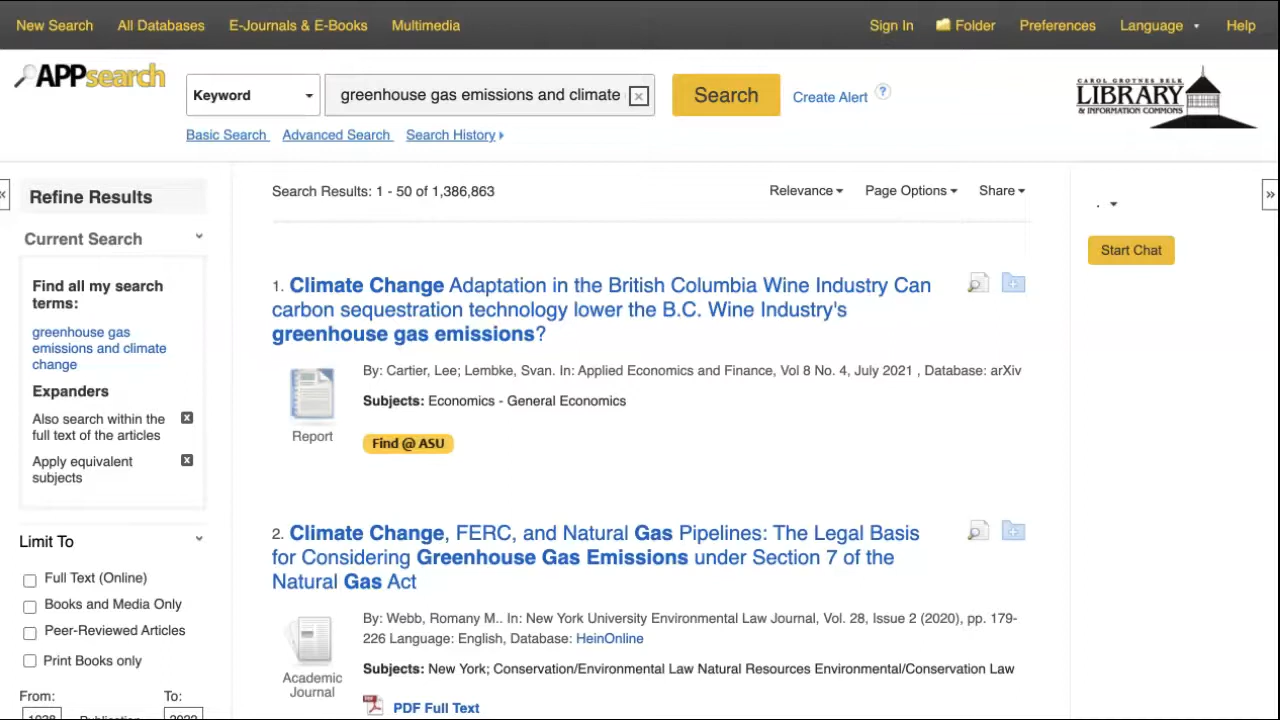 New Search All Databases E-Journals & E-Books Multimedia Sign In Folder Preferences Language Help
APPsearch
Keyword greenhouse gas emissions and climate Search Create Alert ?
Basic Search Advanced Search Search History
CAROL GROTNES BELK
LIBRARY
& INFORMATION COMMONS
Refine Results
Current Search
Find all my search
terms:
greenhouse gas
emissions and climate
change
Expanders
Also search within the
full text of the articles
Apply equivalent
subjects
Limit To
Full Text (Online)
Books and Media Only
Peer-Reviewed Articles
Print Books only
From: To:
Search Results: 1 - 50 of 1,386,863 Relevance Page Options Share
1. Climate Change Adaptation in the British Columbia Wine Industry Can
carbon sequestration technology lower the B.C. Wine Industry's
greenhouse gas emissions?
By: Cartier, Lee; Lembke, Svan. In: Applied Economics and Finance, Vol 8 No. 4, July 2021 , Database: arXiv
Subjects: Economics - General Economics
Report
Find @ ASU
2. Climate Change, FERC, and Natural Gas Pipelines: The Legal Basis
for Considering Greenhouse Gas Emissions under Section 7 of the
Natural Gas Act
By: Webb, Romany M.. In: New York University Environmental Law Journal, Vol. 28, Issue 2 (2020), pp. 179-
226 Language: English, Database: HeinOnline
Subjects: New York; Conservation/Environmental Law Natural Resources Environmental/Conservation Law
Academic
Journal
PDF Full Text
Start Chat